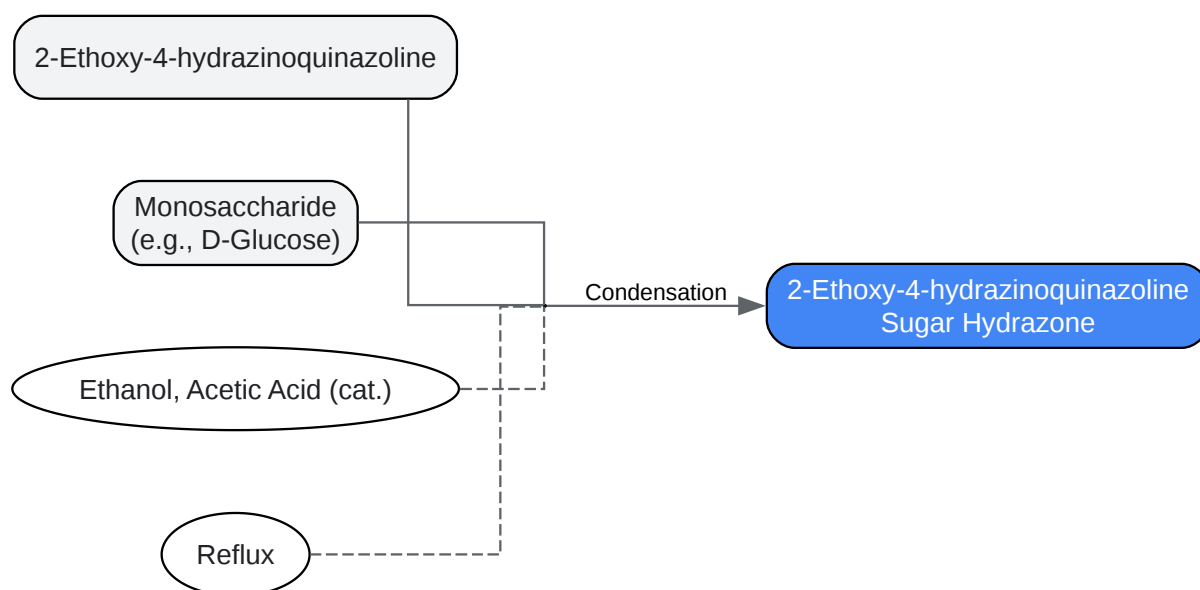 2-Ethoxy-4-hydrazinoquinazoline
Monosaccharide
(e.g., D-Glucose)
Condensation
2-Ethoxy-4-hydrazinoquinazoline
Sugar Hydrazone
Ethanol, Acetic Acid (cat.)
Reflux